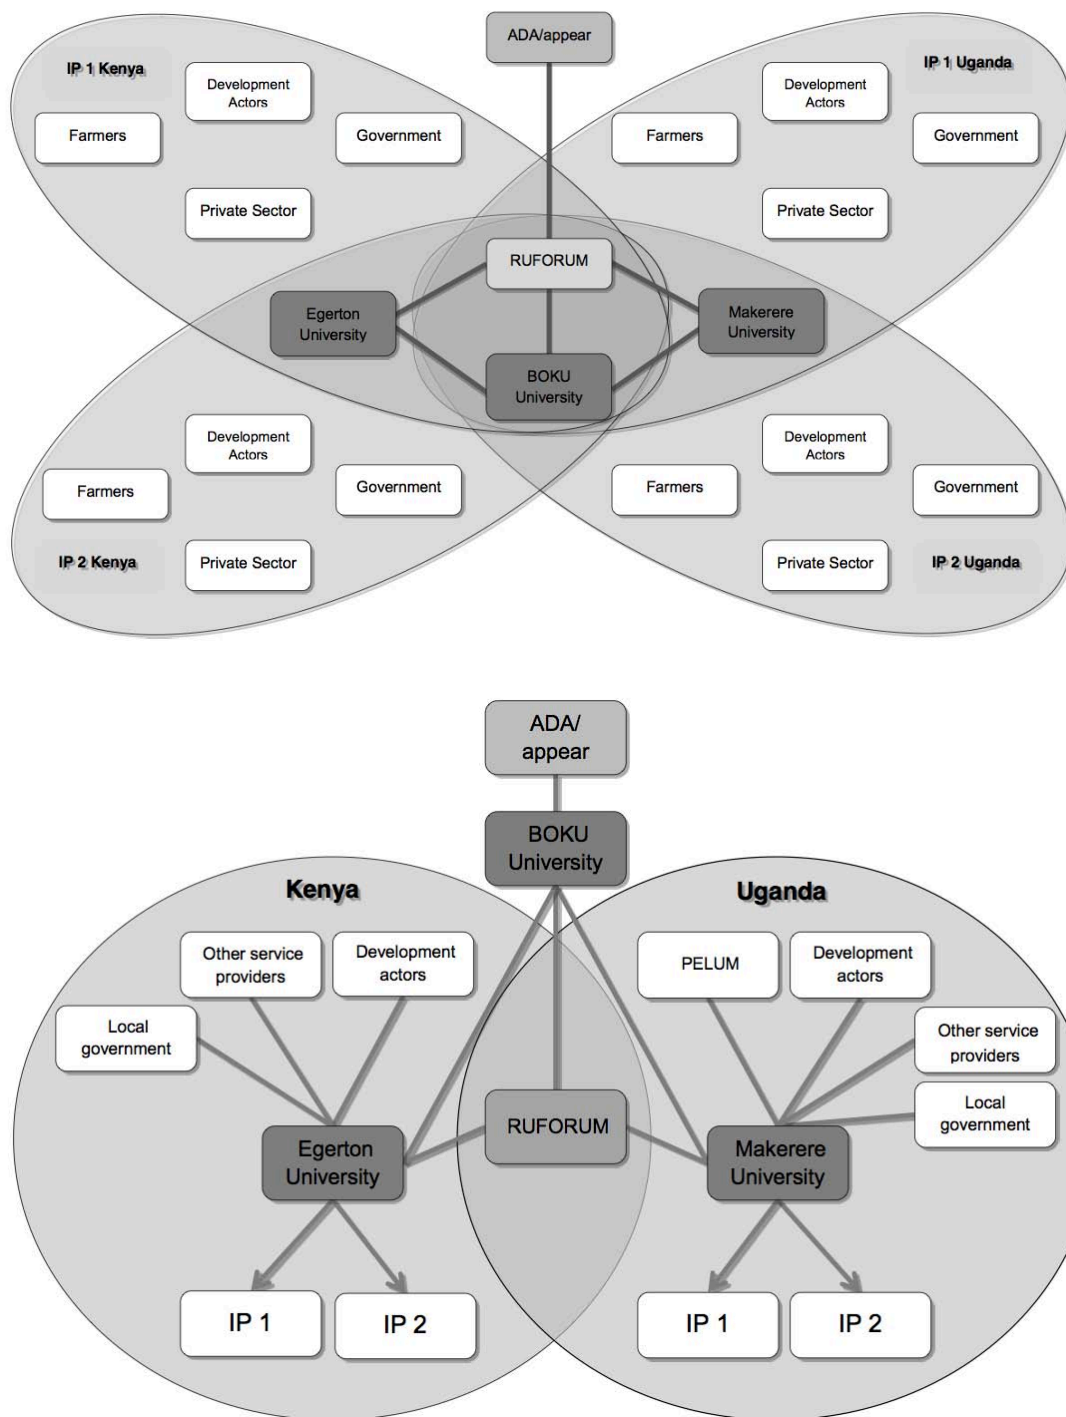 ADA/appear
IP 1 Kenya
Development
Actors
Farmers
Government
Private Sector
IP 1 Uganda
Development
Actors
Farmers
Government
Private Sector
RUFORUM
Egerton
University
Makerere
University
BOKU
University
Development
Actors
Farmers
Government
IP 2 Kenya
Private Sector
Development
Actors
Farmers
Government
Private Sector
IP 2 Uganda
ADA/
appear
BOKU
University
Kenya
Other service
providers
Development
actors
Local
government
Egerton
University
IP 1
IP 2
RUFORUM
Uganda
PELUM
Development
actors
Other service
providers
Local
government
Makerere
University
IP 1
IP 2